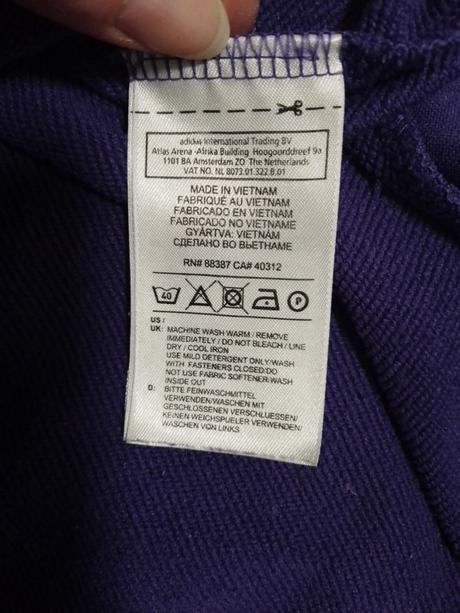 adidas International Trading BV
Atlas Arena -Afrika Building Hoogoorddreef 9a
1101 BA Amsterdam ZO The Netherlands
VAT NO. NL 8073.01.322.B.01
MADE IN VIETNAM
FABRIQUÉ AU VIETNAM
FABRICADO EN VIETNAM
FABRICADO NO VIETNAME
GYÁRTVA: VIETNÁM
СДЕЛАНО ВО ВЬЕТНАМЕ
RN# 88387 CA# 40312
40 P
US /
UK: MACHINE WASH WARM / REMOVE
IMMEDIATELY / DO NOT BLEACH / LINE
DRY / COOL IRON
USE MILD DETERGENT ONLY/WASH
WITH FASTENERS CLOSED/DO
NOT USE FABRIC SOFTENER/WASH
INSIDE OUT
D: BITTE FEINWASCHMITTEL
VERWENDEN/WASCHEN MIT
GESCHLOSSENEN VERSCHLUESSEN/
KEINEN WEICHSPUELER VERWENDEN/
WASCHEN VON LINKS